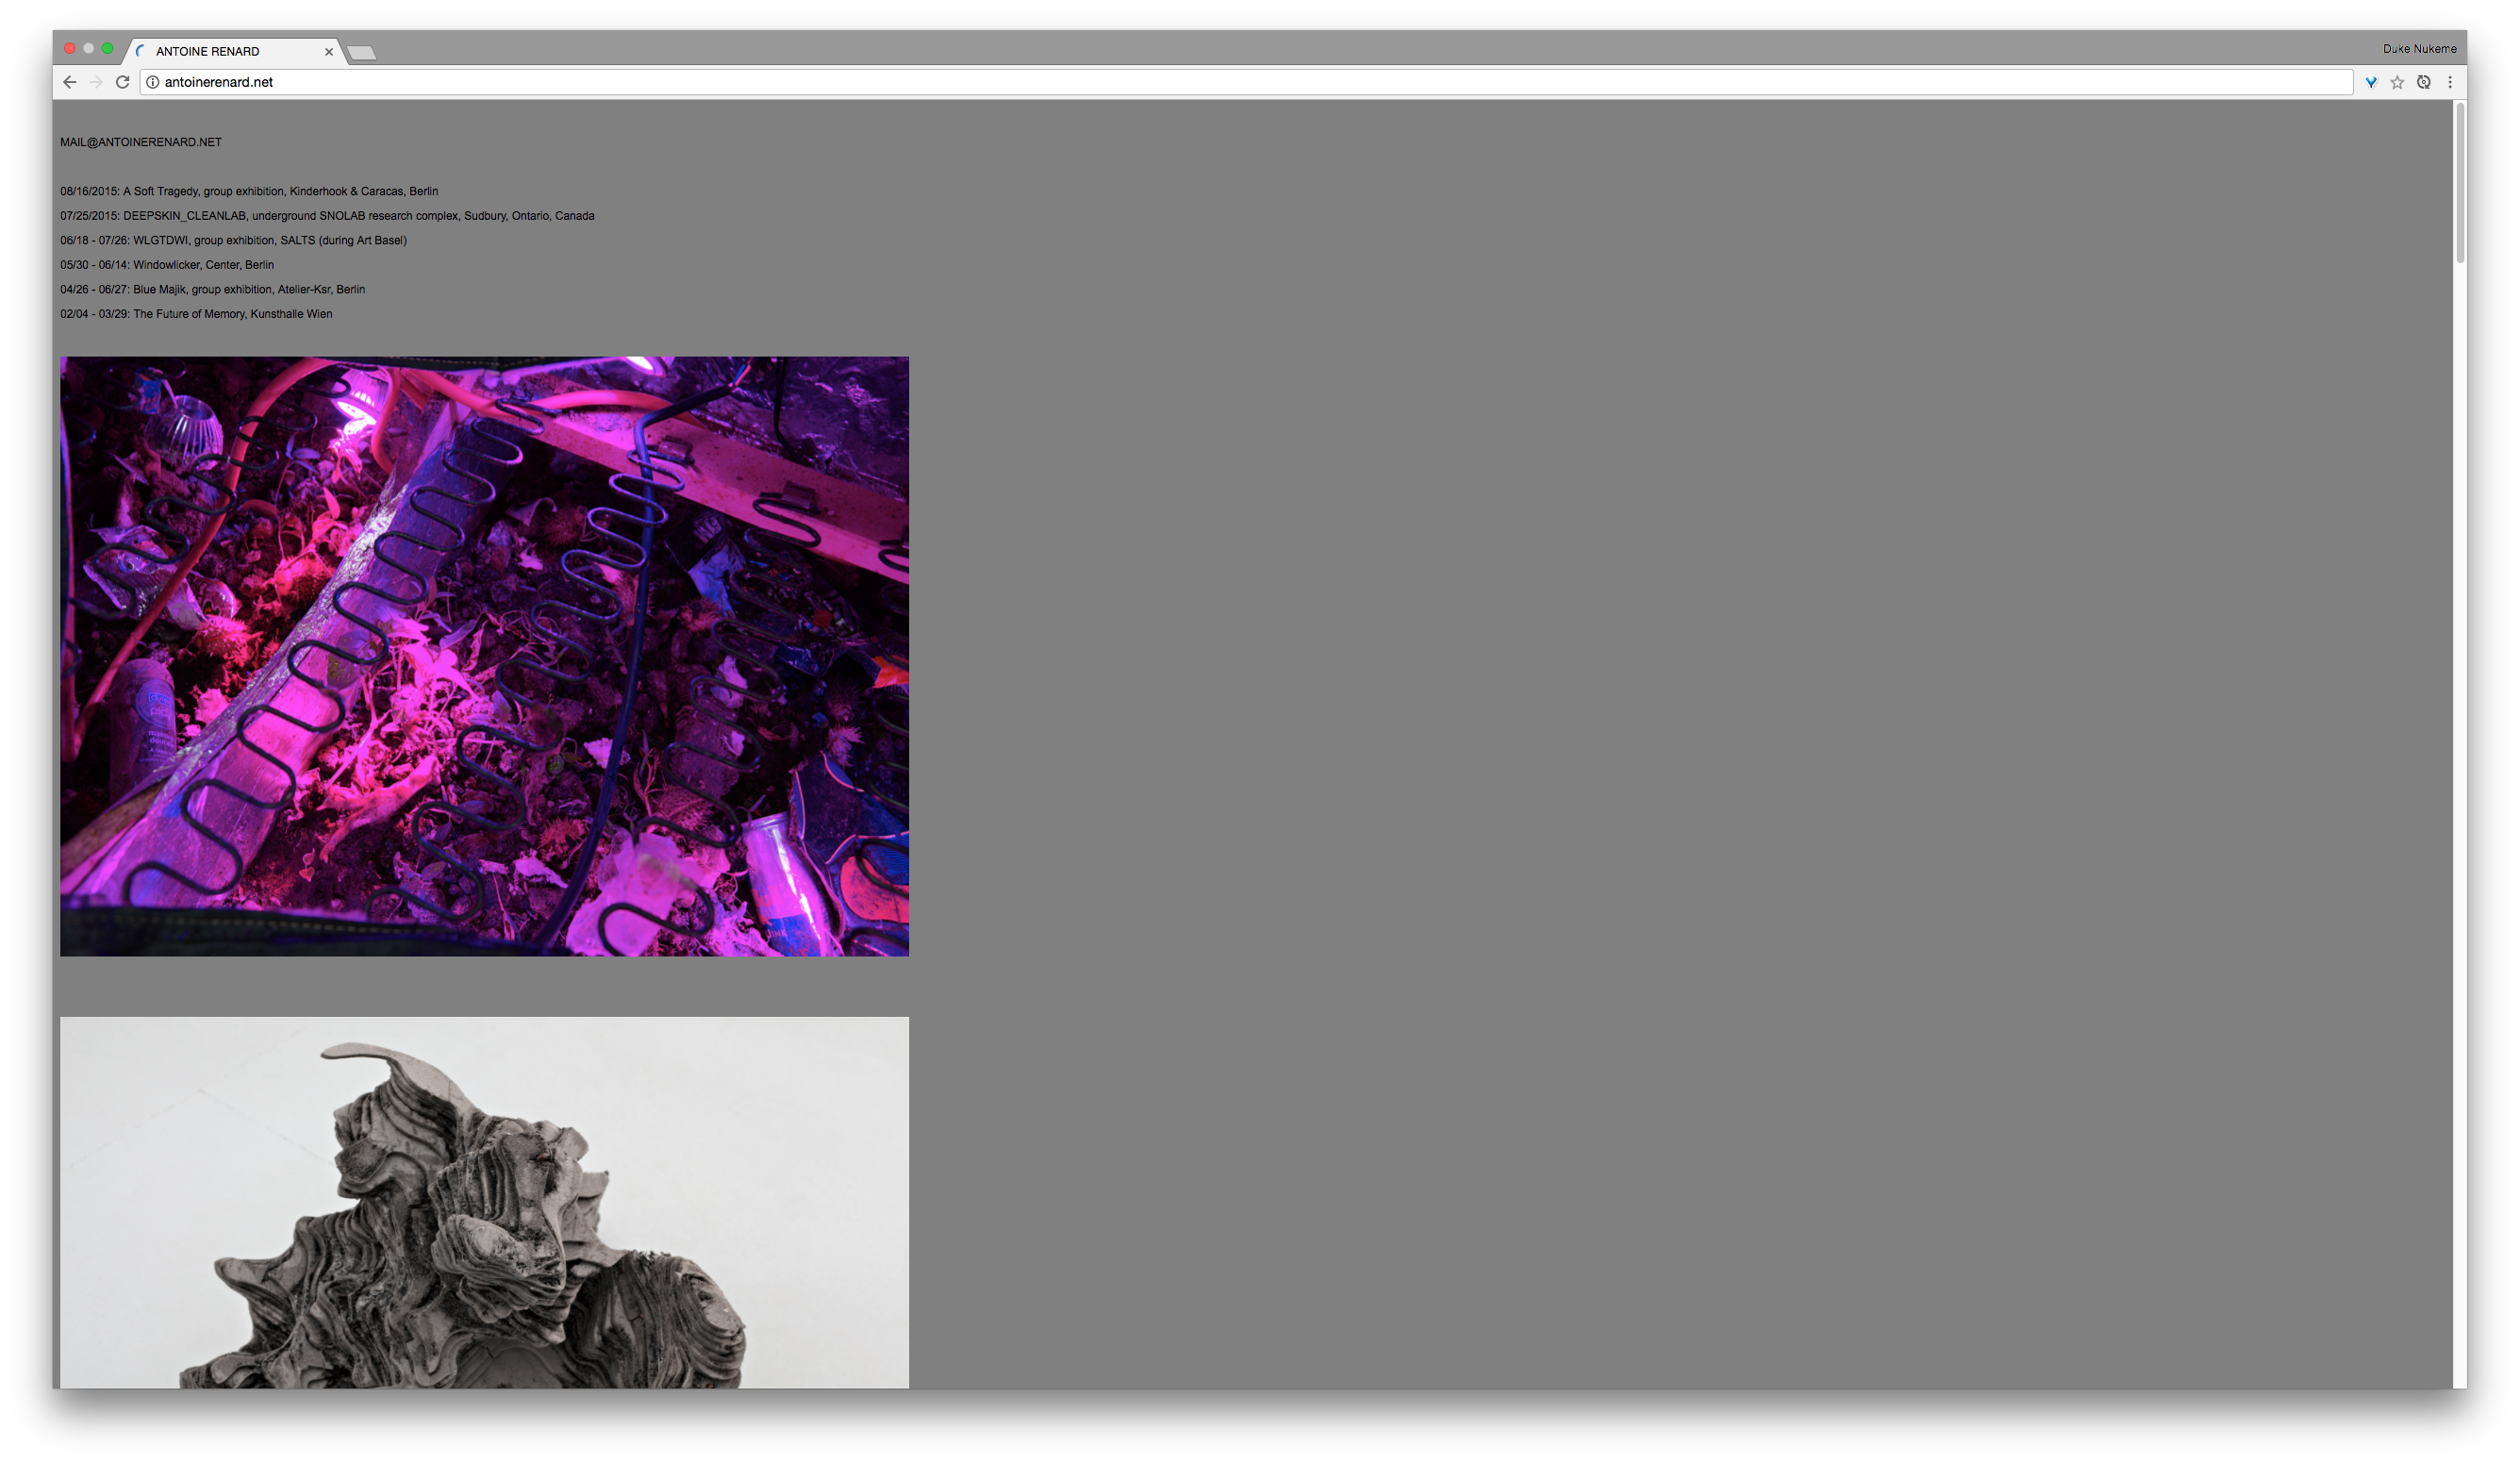 ANTOINE RENARD
Duke Nukeme
antoinerenard.net
MAIL@ANTOINERENARD.NET
08/16/2015: A Soft Tragedy, group exhibition, Kinderhook & Caracas, Berlin
07/25/2015: DEEPSKIN_CLEANLAB, underground SNOLAB research complex, Sudbury, Ontario, Canada
06/18 - 07/26: WLGTDWI, group exhibition, SALTS (during Art Basel)
05/30 - 06/14: Windowlicker, Center, Berlin
04/26 - 06/27: Blue Majik, group exhibition, Atelier-Ksr, Berlin
02/04 - 03/29: The Future of Memory, Kunsthalle Wien